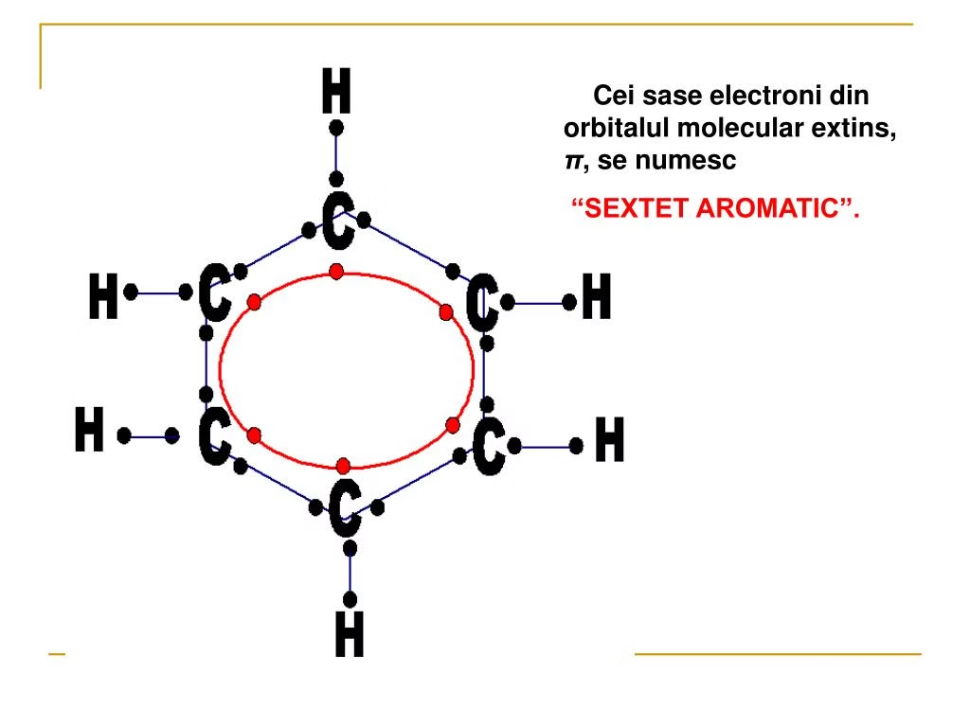 H
Cei sase electroni din
orbitalul molecular extins,
π, se numesc
“SEXTET AROMATIC”.
C
H C C H
H C C H
C
H